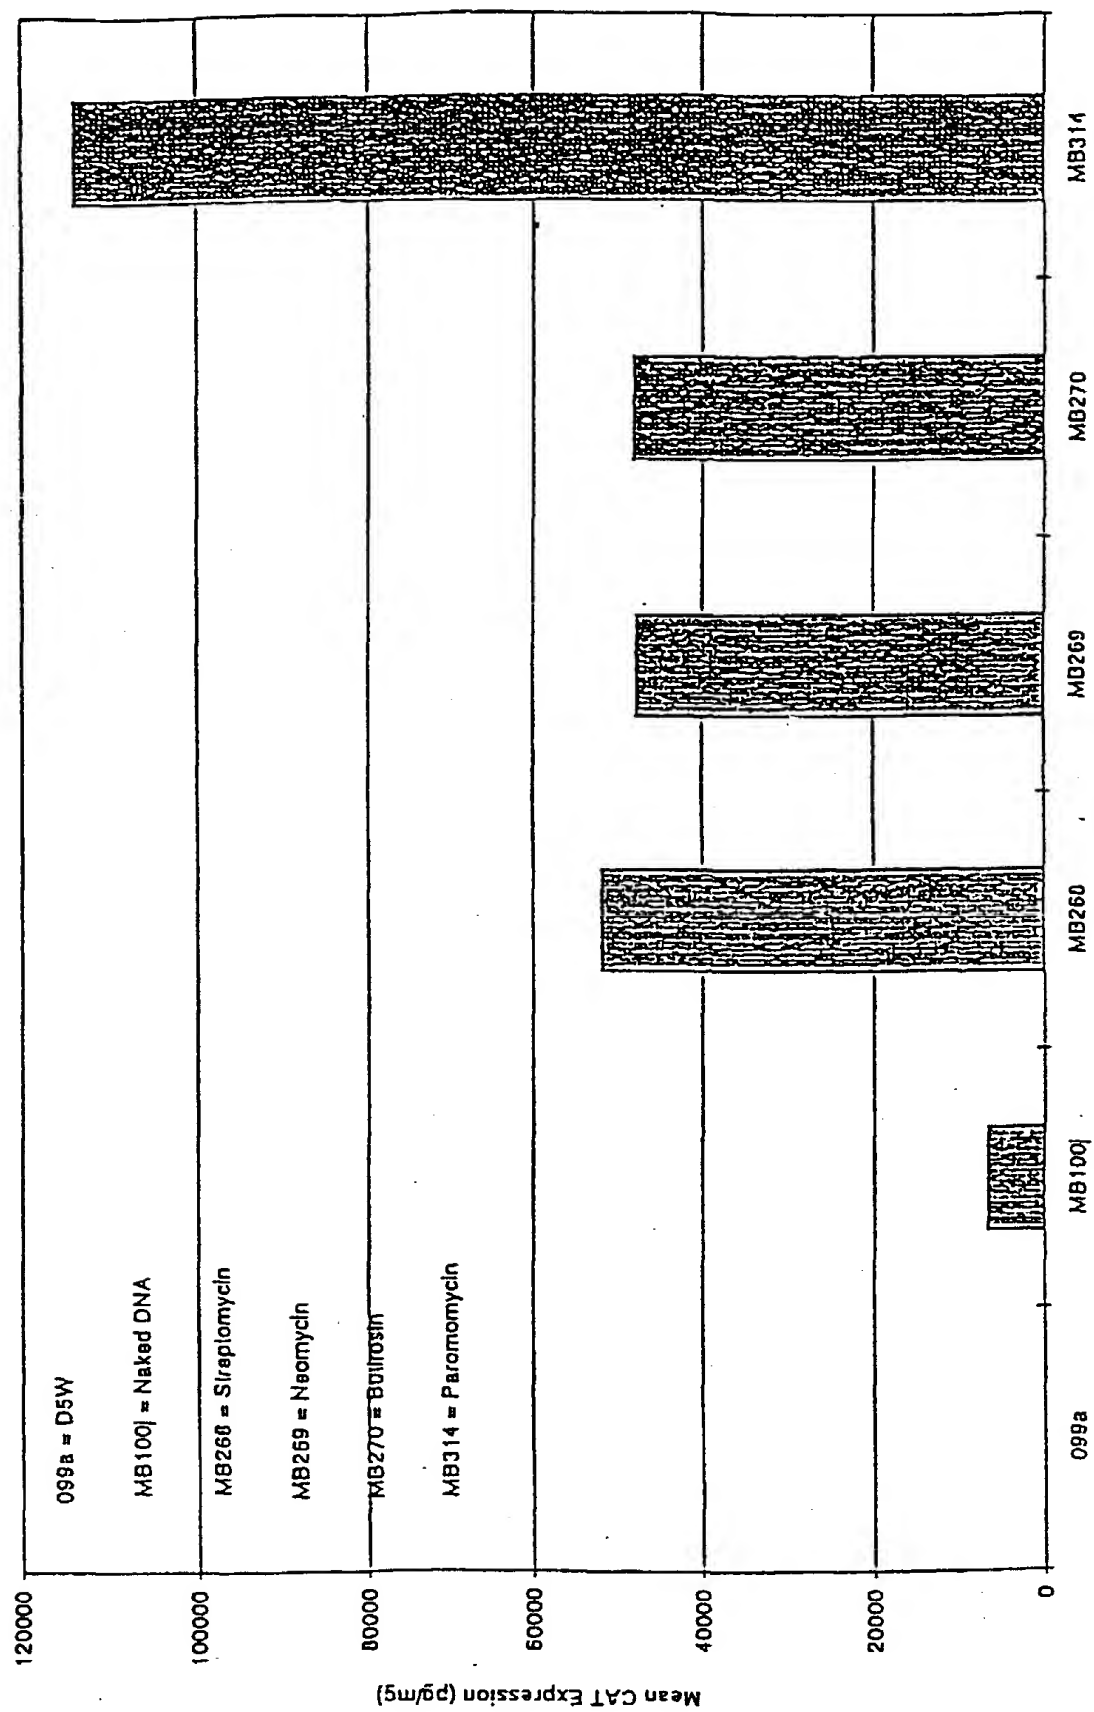 120000
100000
80000
60000
40000
20000
0
Mean CAT Expression (pg/mg)
099a = D5W
MB100j = Naked DNA
MB268 = Streptomycin
MB269 = Neomycin
MB270 = Butirosin
MB314 = Paromomycin
099a
MB100j
MB268
MB269
MB270
MB314